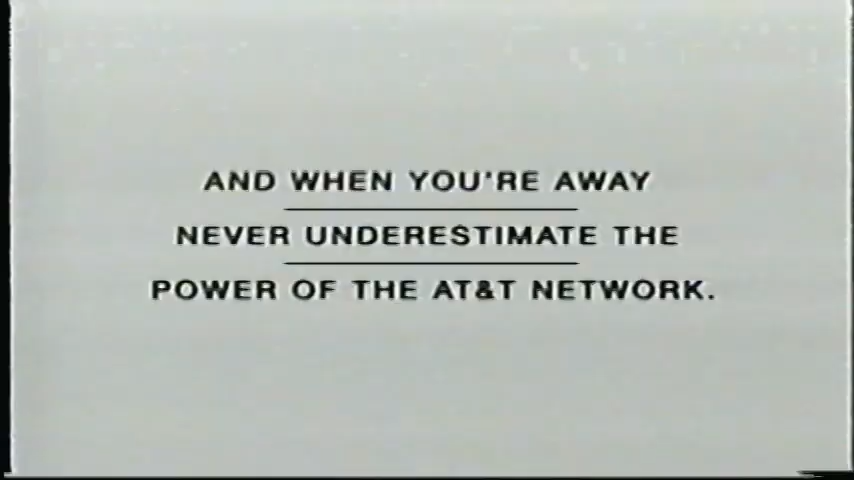 AND WHEN YOU'RE AWAY
NEVER UNDERESTIMATE THE
POWER OF THE AT&T NETWORK.